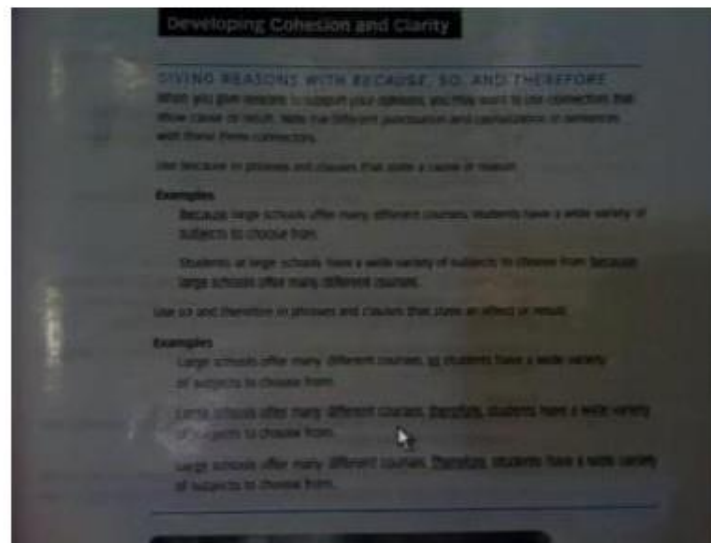 Developing Cohesion and Clarity
GIVING REASONS WITH BECAUSE, SO, AND THEREFORE
When you give reasons to support your opinions, you may want to use connectors that
show cause or result. Note the different punctuation and capitalization in sentences
with these three connectors.
Use because in phrases and clauses that state a cause or reason.
Examples
Because large schools offer many different courses, students have a wide variety of
subjects to choose from.
Students at large schools have a wide variety of subjects to choose from because
large schools offer many different courses.
Use so and therefore in phrases and clauses that state an effect or result.
Examples
Large schools offer many different courses, so students have a wide variety
of subjects to choose from.
Large schools offer many different courses; therefore, students have a wide variety
of subjects to choose from.
Large schools offer many different courses. Therefore, students have a wide variety
of subjects to choose from.